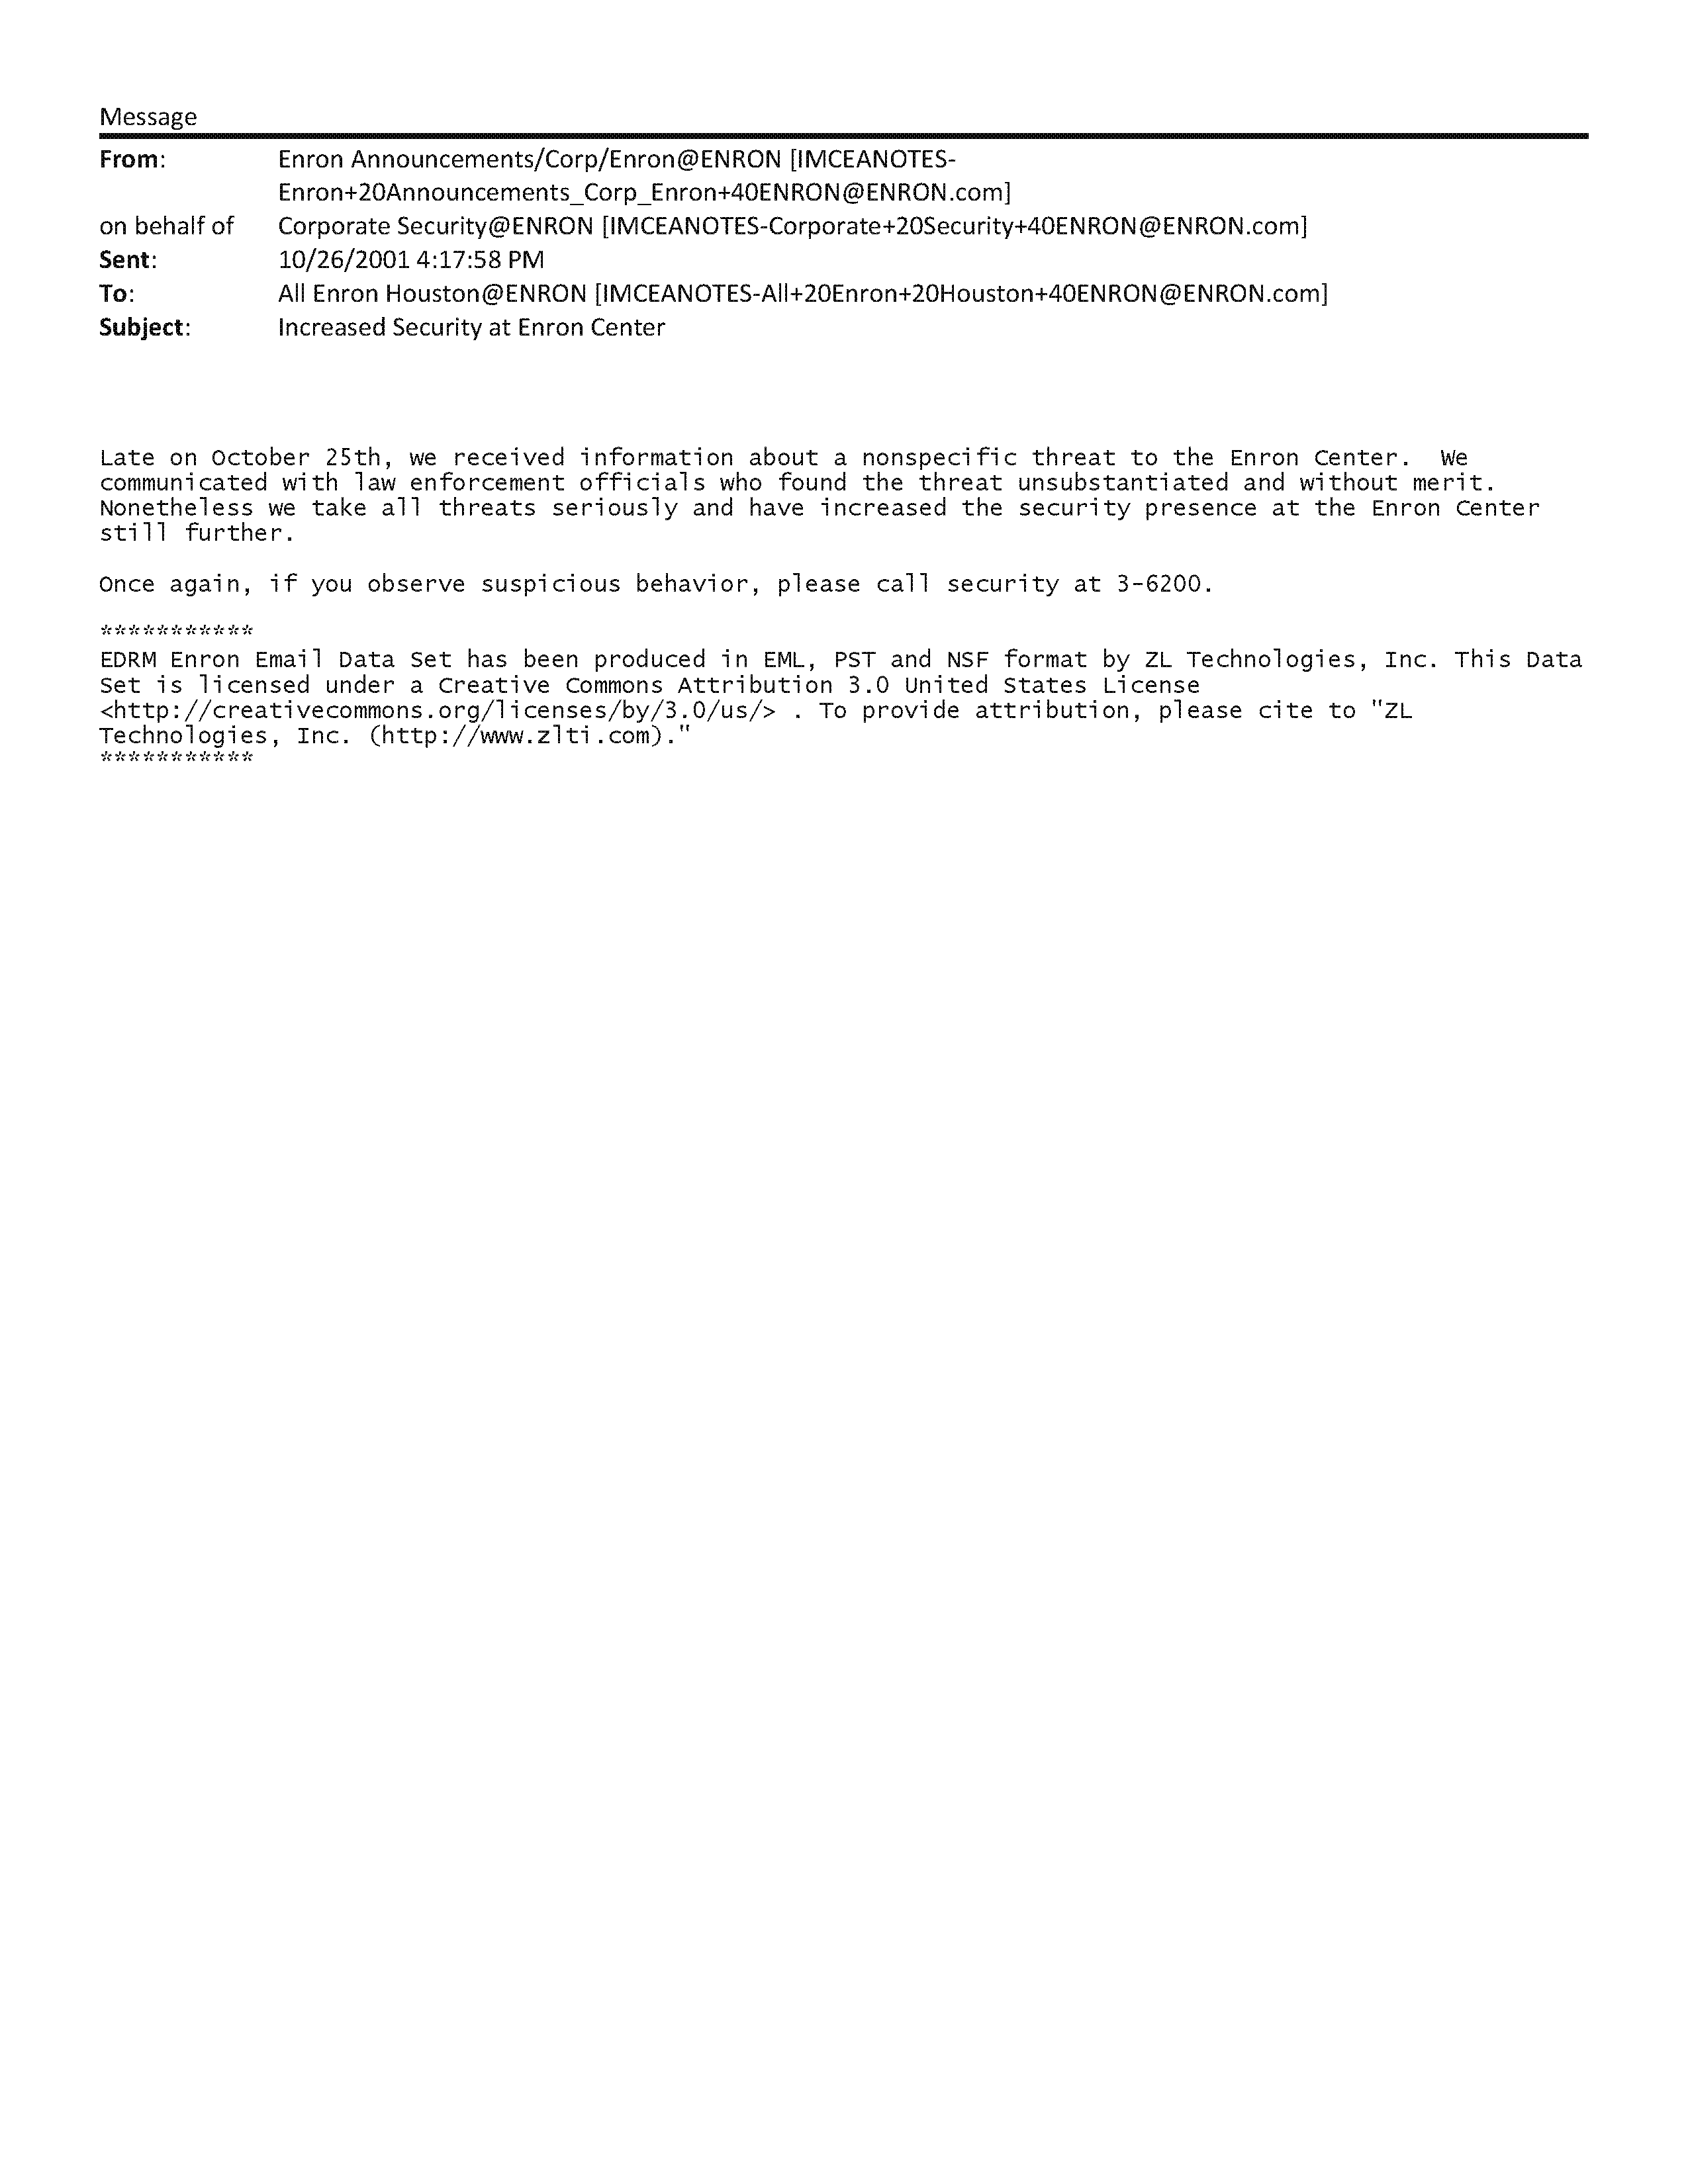 Message
From: Enron Announcements/Corp/Enron@ENRON [IMCEANOTES-
Enron+20Announcements_Corp_Enron+40ENRON@ENRON.com]
on behalf of Corporate Security@ENRON [IMCEANOTES-Corporate+20Security+40ENRON@ENRON.com]
Sent: 10/26/2001 4:17:58 PM
To: All Enron Houston@ENRON [IMCEANOTES-All+20Enron+20Houston+40ENRON@ENRON.com]
Subject: Increased Security at Enron Center
Late on October 25th, we received information about a nonspecific threat to the Enron Center.  We
communicated with law enforcement officials who found the threat unsubstantiated and without merit.
Nonetheless we take all threats seriously and have increased the security presence at the Enron Center
still further.
Once again, if you observe suspicious behavior, please call security at 3-6200.
***********
EDRM Enron Email Data Set has been produced in EML, PST and NSF format by ZL Technologies, Inc. This Data
Set is licensed under a Creative Commons Attribution 3.0 United States License
<http://creativecommons.org/licenses/by/3.0/us/> . To provide attribution, please cite to "ZL
Technologies, Inc. (http://www.zlti.com)."
***********